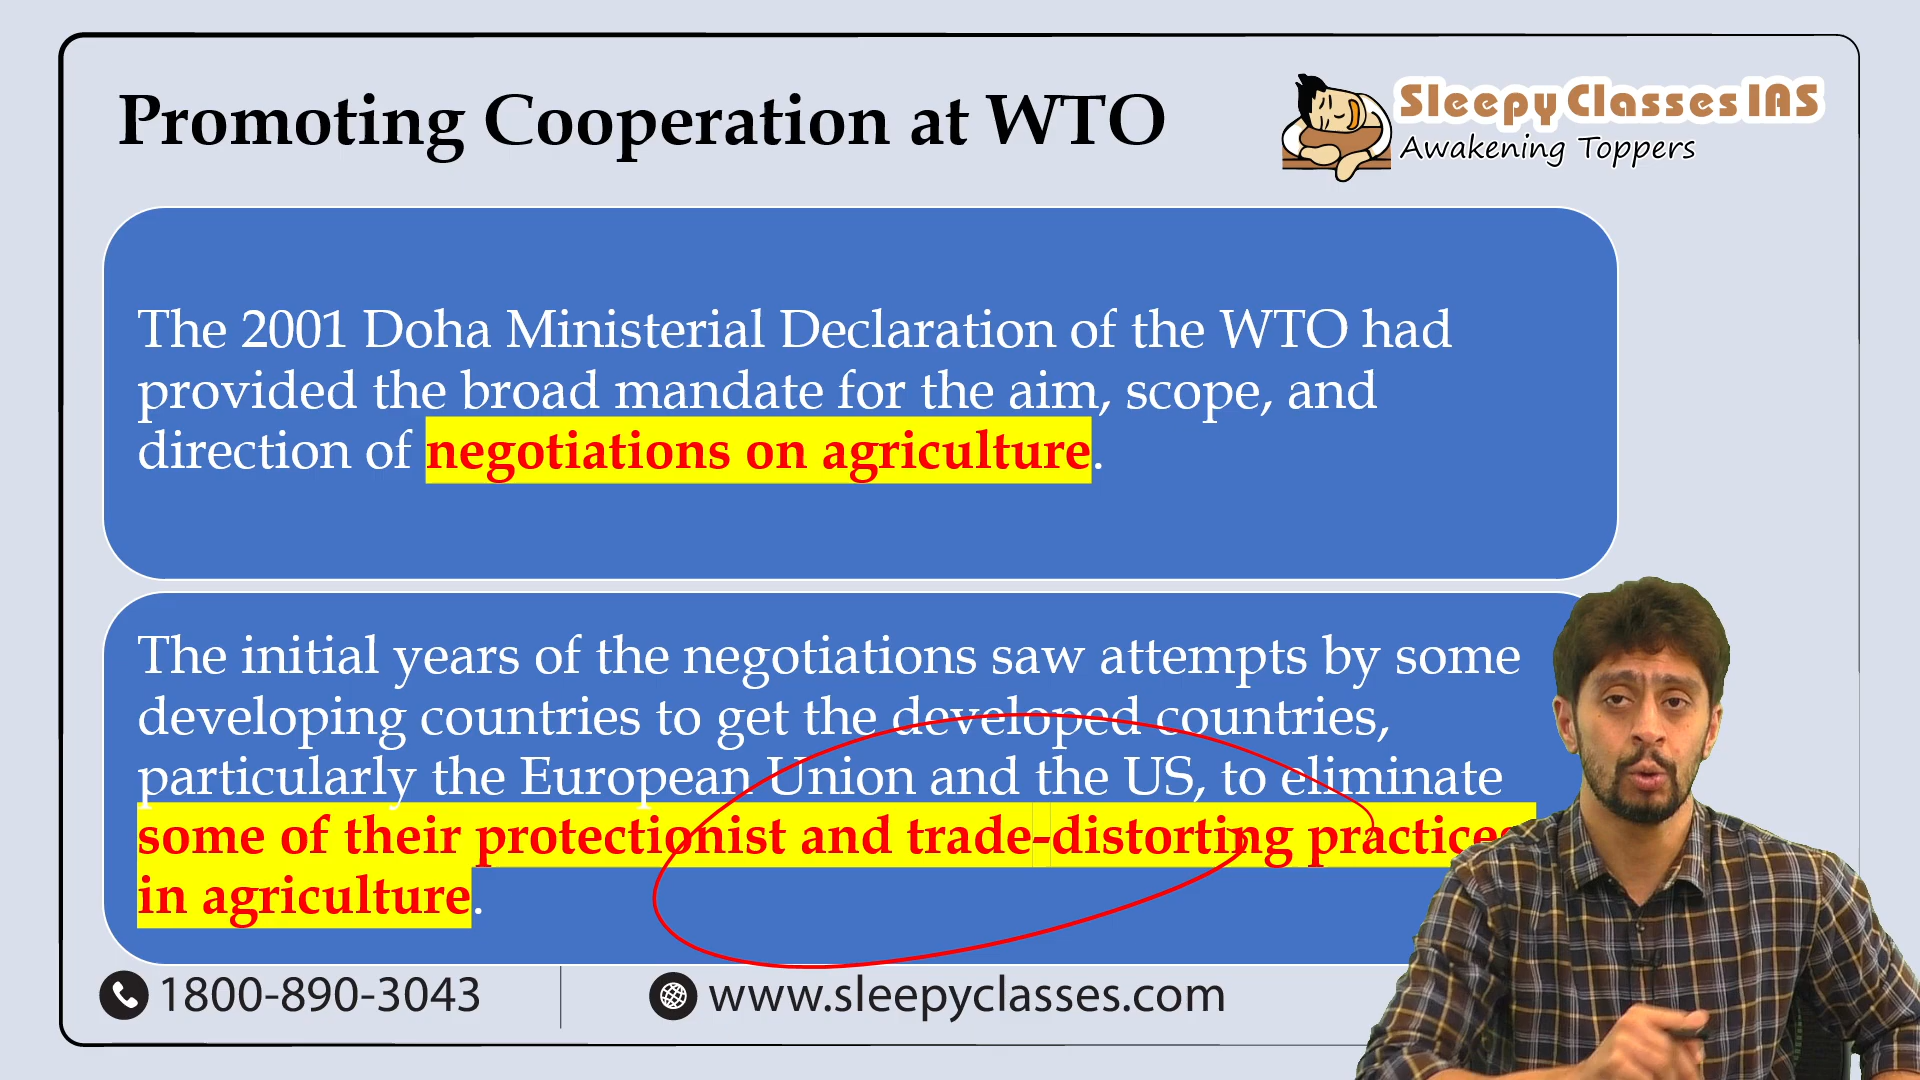 Promoting Cooperation at WTO
Sleepy Classes IAS
Awakening Toppers
The 2001 Doha Ministerial Declaration of the WTO had
provided the broad mandate for the aim, scope, and
direction of negotiations on agriculture.
The initial years of the negotiations saw attempts by some
developing countries to get the developed countries,
particularly the European Union and the US, to eliminate
some of their protectionist and trade-distorting practices
in agriculture.
1800-890-3043
www.sleepyclasses.com